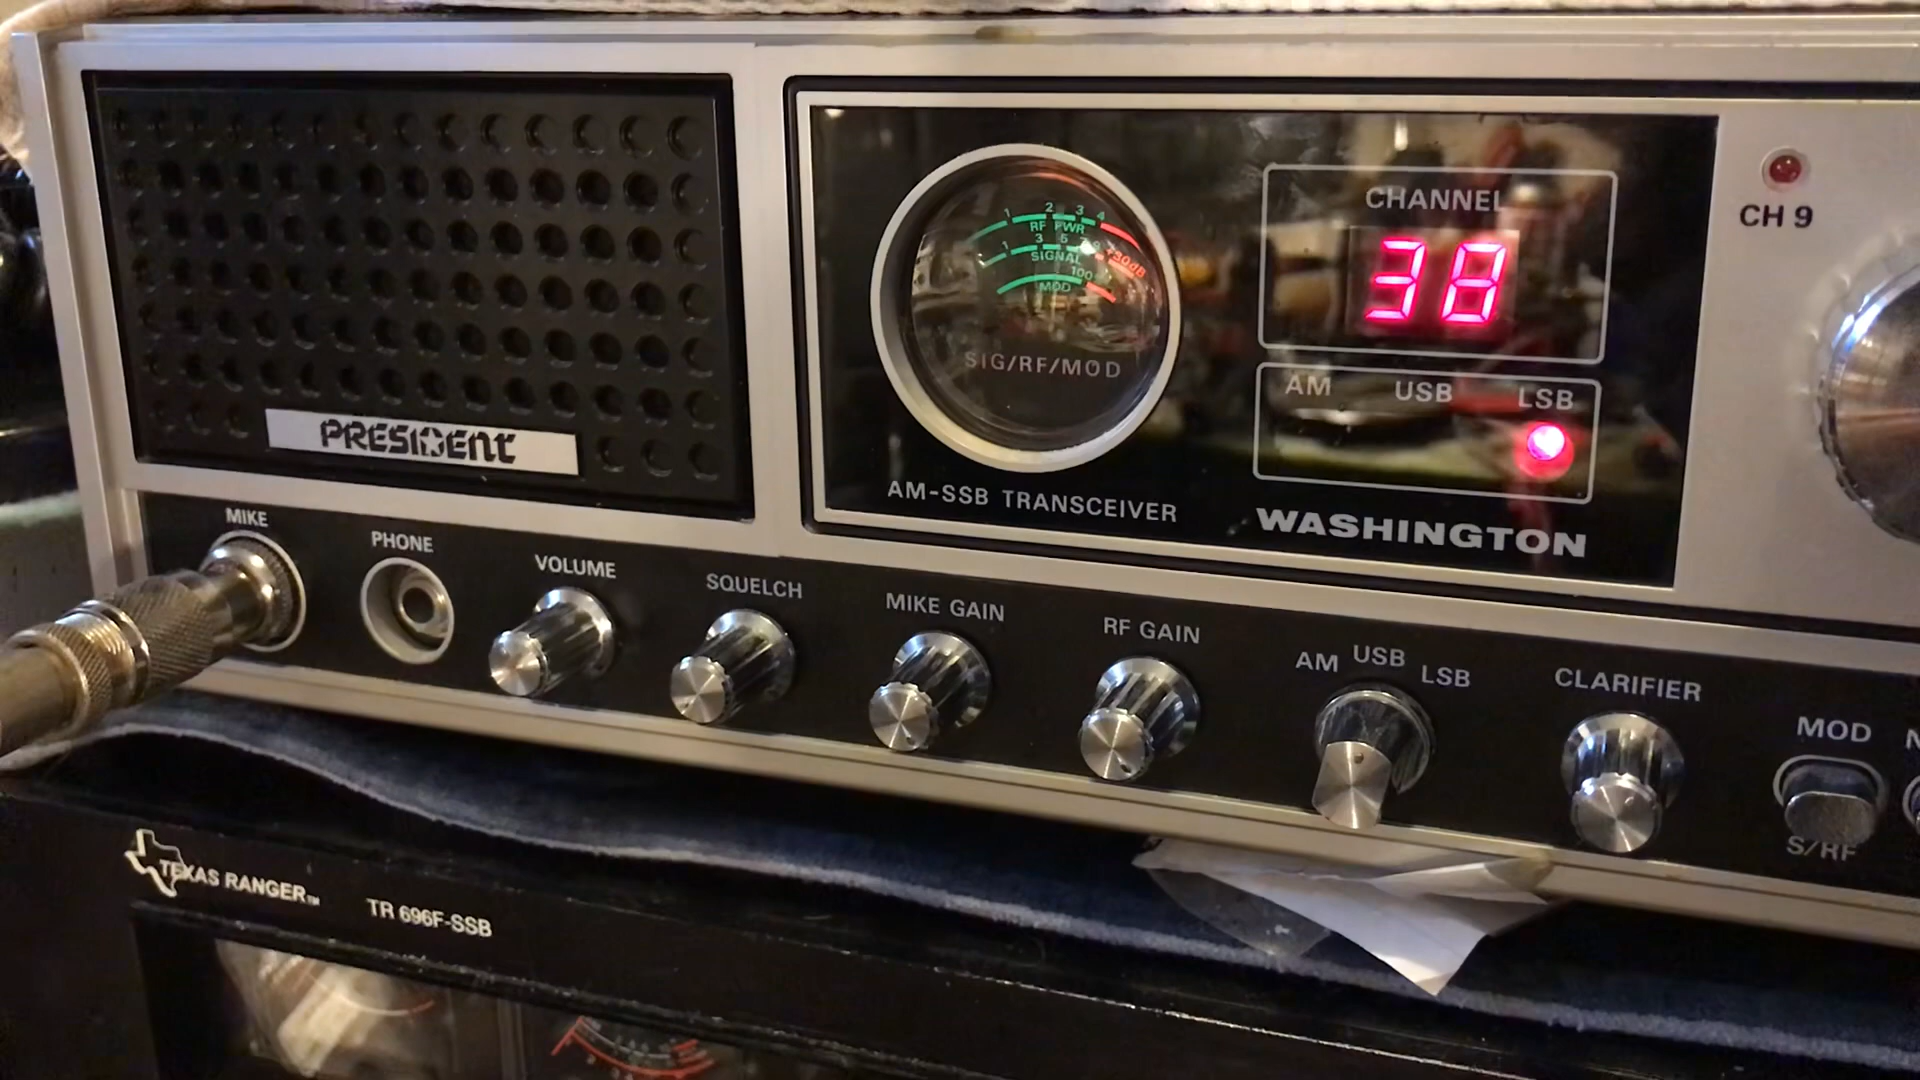 CHANNEL
38
CH 9
1 2 3 4
RF PWR
1 3 5 7 9 +30dB
SIGNAL
100
MOD
SIG/RF/MOD
AM USB LSB
PRESIDENT
AM-SSB TRANSCEIVER
WASHINGTON
MIKE
PHONE
VOLUME
SQUELCH
MIKE GAIN
RF GAIN
AM USB LSB
CLARIFIER
MOD
S/RF
TEXAS RANGER™
TR 696F-SSB